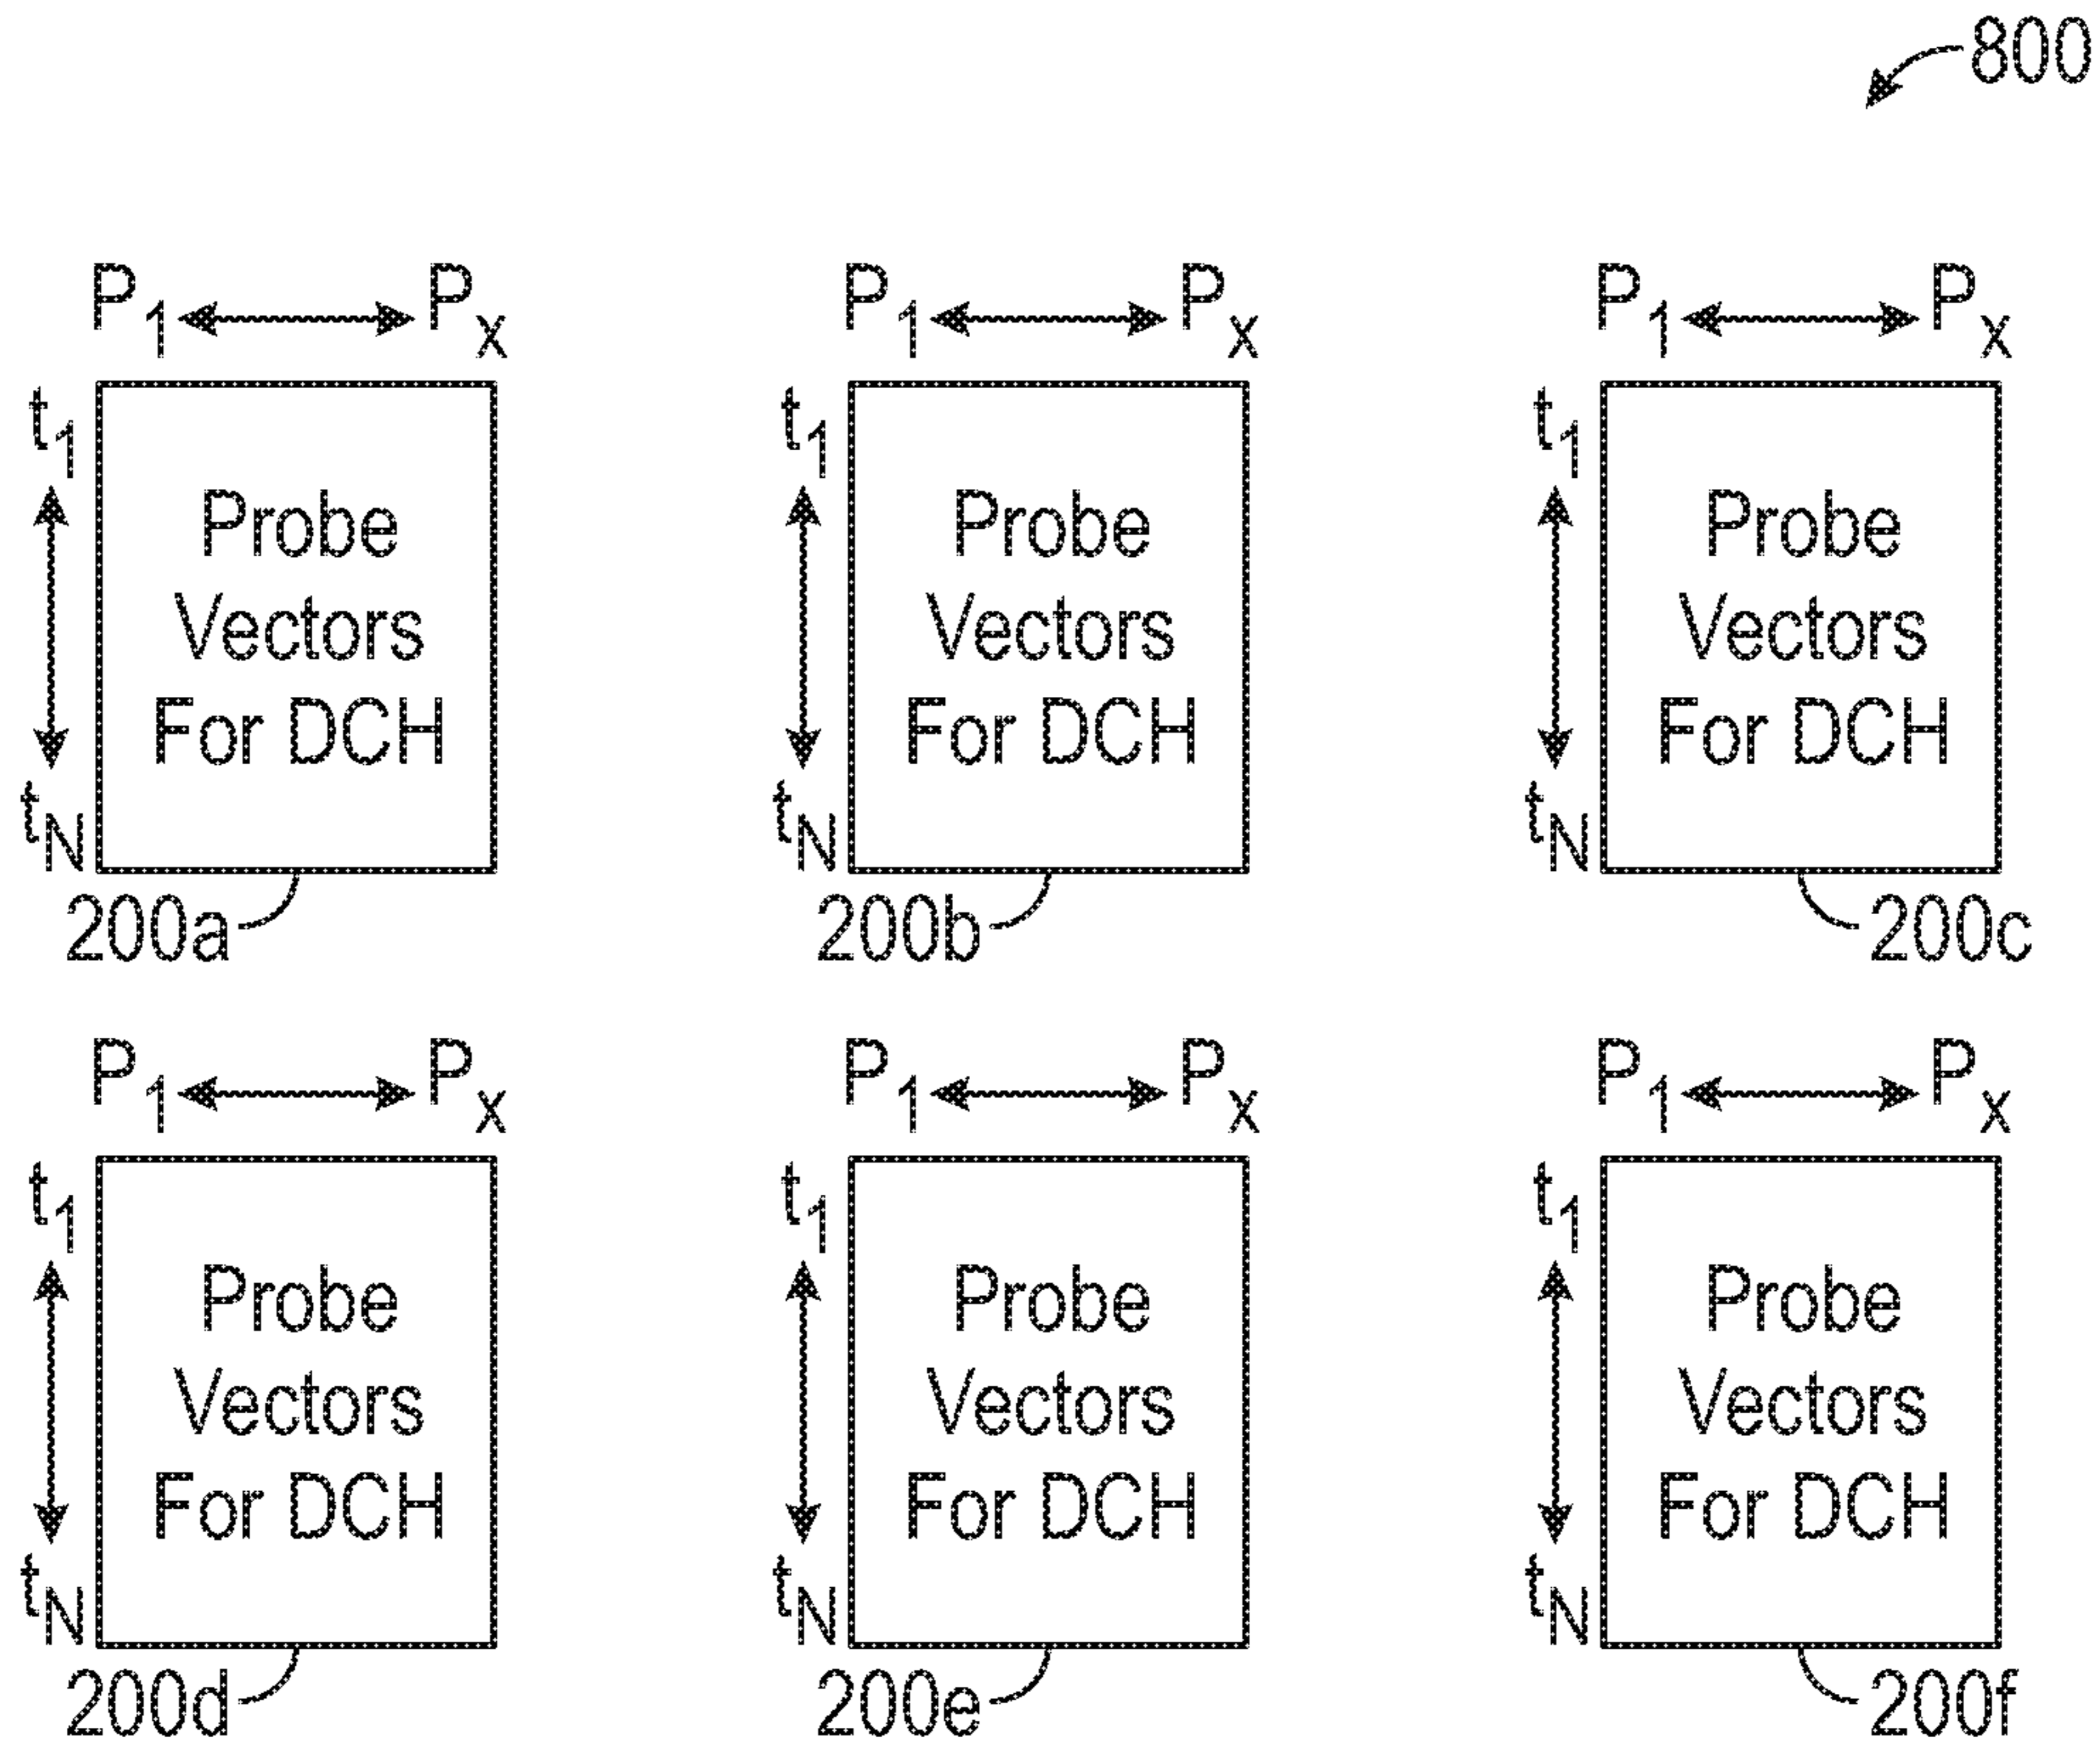 800
P1 PX P1 PX P1 PX
t1 t1 t1
Probe Probe Probe
Vectors Vectors Vectors
For DCH For DCH For DCH
tN tN tN
200a 200b 200c
P1 PX P1 PX P1 PX
t1 t1 t1
Probe Probe Probe
Vectors Vectors Vectors
For DCH For DCH For DCH
tN tN tN
200d 200e 200f